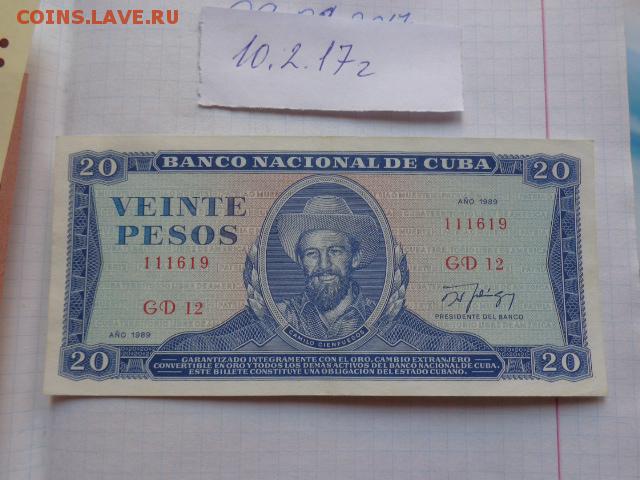 COINS.LAVE.RU
10.2.17г
20 BANCO NACIONAL DE CUBA 20
VEINTE
PESOS
AÑO 1989
111619
111619
GD 12
GD 12
PRESIDENTE DEL BANCO
AÑO 1989
CAMILO CIENFUEGOS
20 20
GARANTIZADO INTEGRAMENTE CON EL ORO, CAMBIO EXTRANJERO
CONVERTIBLE EN ORO Y TODOS LOS DEMAS ACTIVOS DEL BANCO NACIONAL DE CUBA.
ESTE BILLETE CONSTITUYE UNA OBLIGACION DEL ESTADO CUBANO.